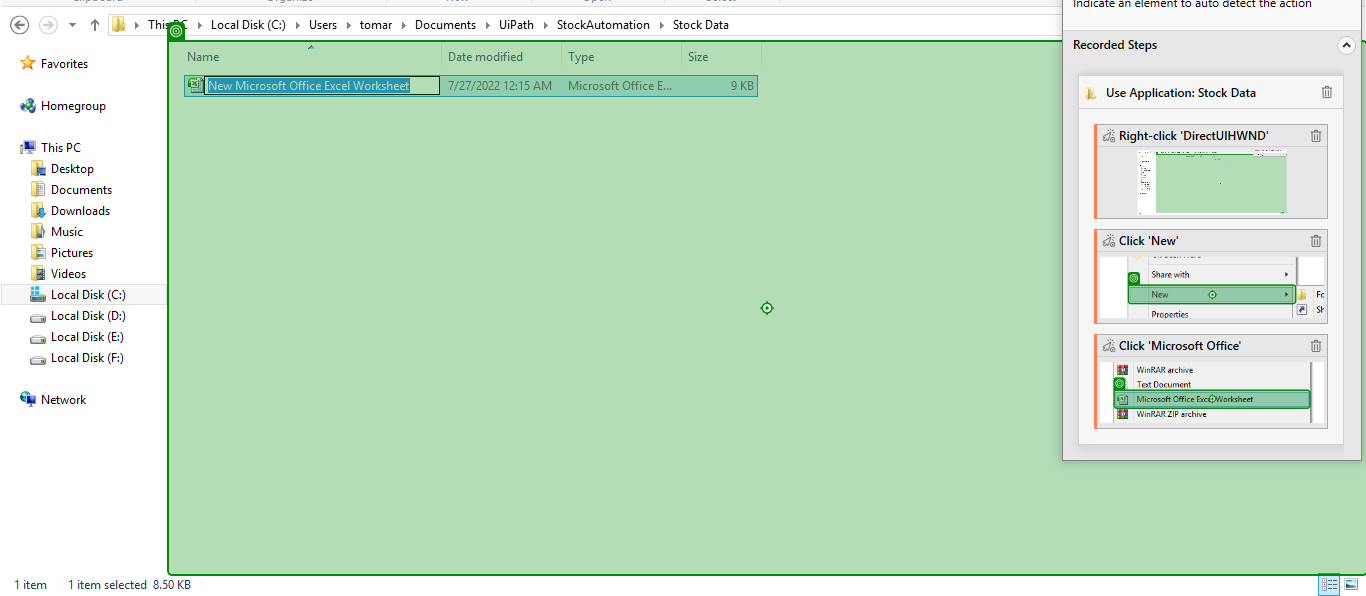 Indicate an element to auto detect the action
This PC Local Disk (C:) Users tomar Documents UiPath StockAutomation Stock Data
Recorded Steps
Name Date modified Type Size
Favorites
New Microsoft Office Excel Worksheet 7/27/2022 12:15 AM Microsoft Office E... 9 KB
Use Application: Stock Data
Homegroup
Right-click 'DirectUIHWND'
This PC
Desktop
Documents
Downloads
Music
Pictures
Videos
Local Disk (C:)
Local Disk (D:)
Local Disk (E:)
Local Disk (F:)
Network
Click 'New'
Share with
New Fo
Properties Sh
Click 'Microsoft Office'
WinRAR archive
Text Document
Microsoft Office Excel Worksheet
WinRAR ZIP archive
1 item 1 item selected 8.50 KB